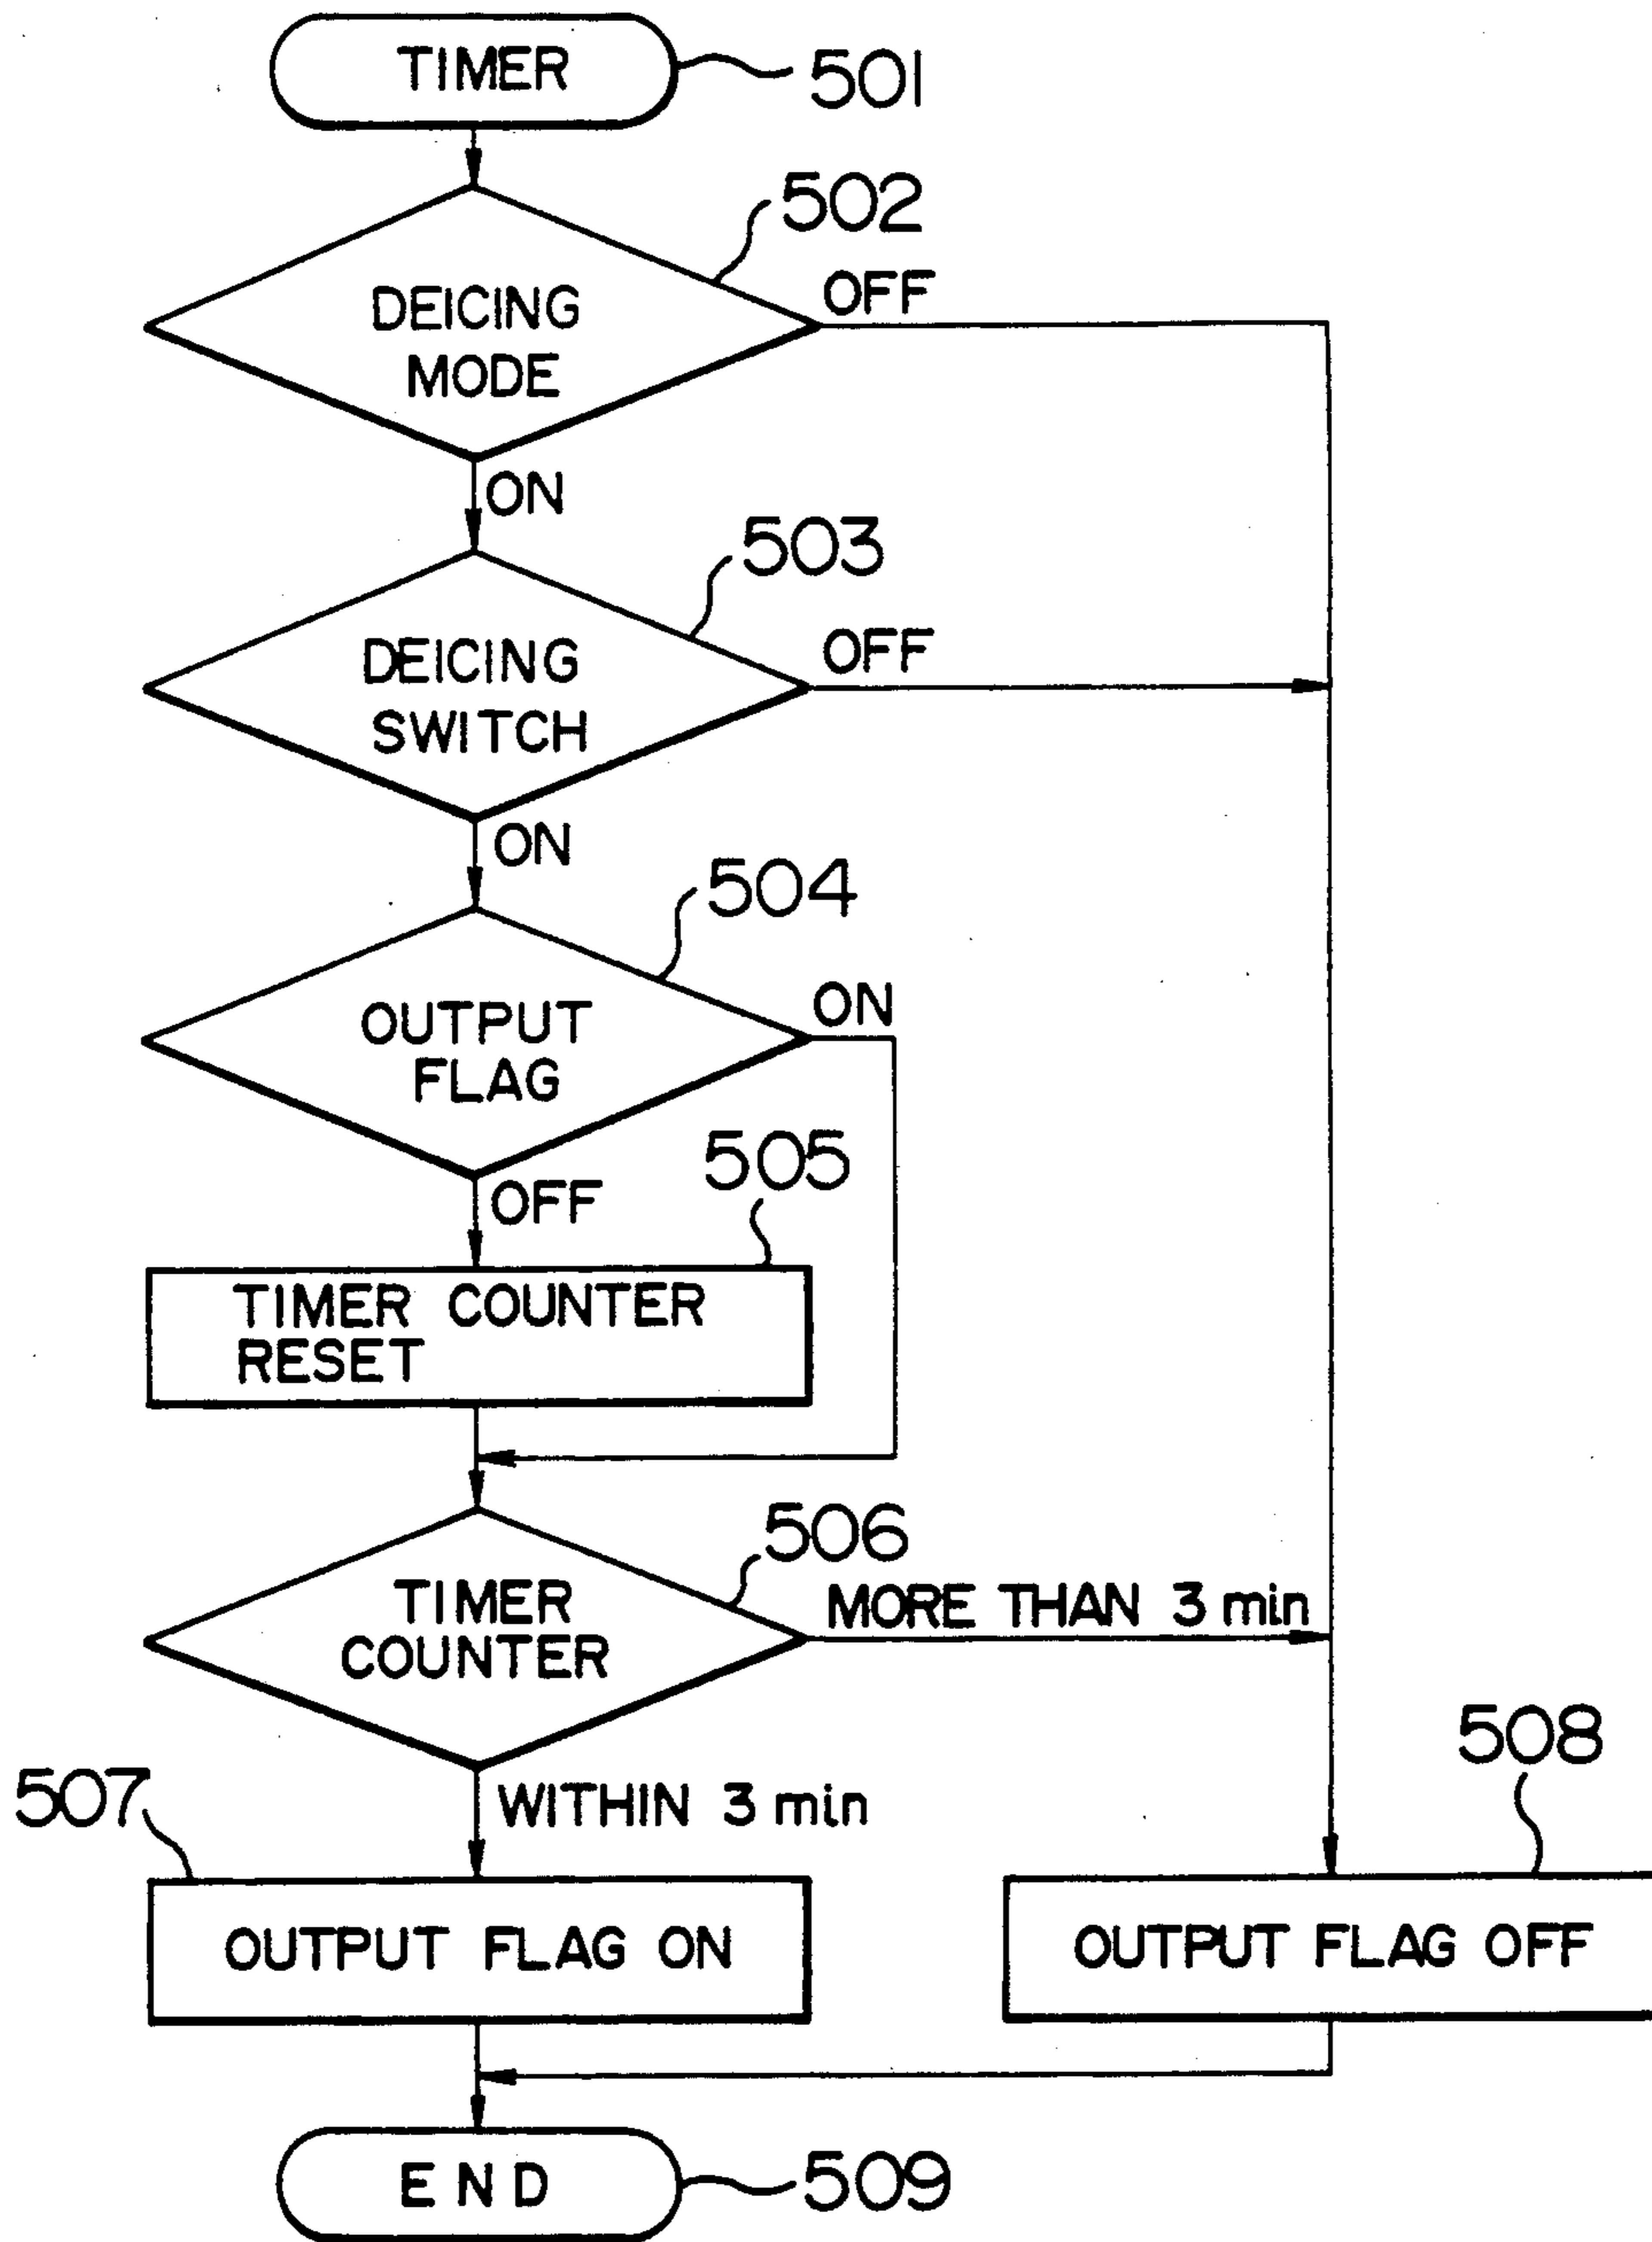 TIMER
501
502
DEICING
MODE
OFF
ON
503
DEICING
SWITCH
OFF
ON
504
OUTPUT
FLAG
ON
OFF
505
TIMER COUNTER
RESET
506
TIMER
COUNTER
MORE THAN 3 min
WITHIN 3 min
507
508
OUTPUT FLAG ON
OUTPUT FLAG OFF
END
509